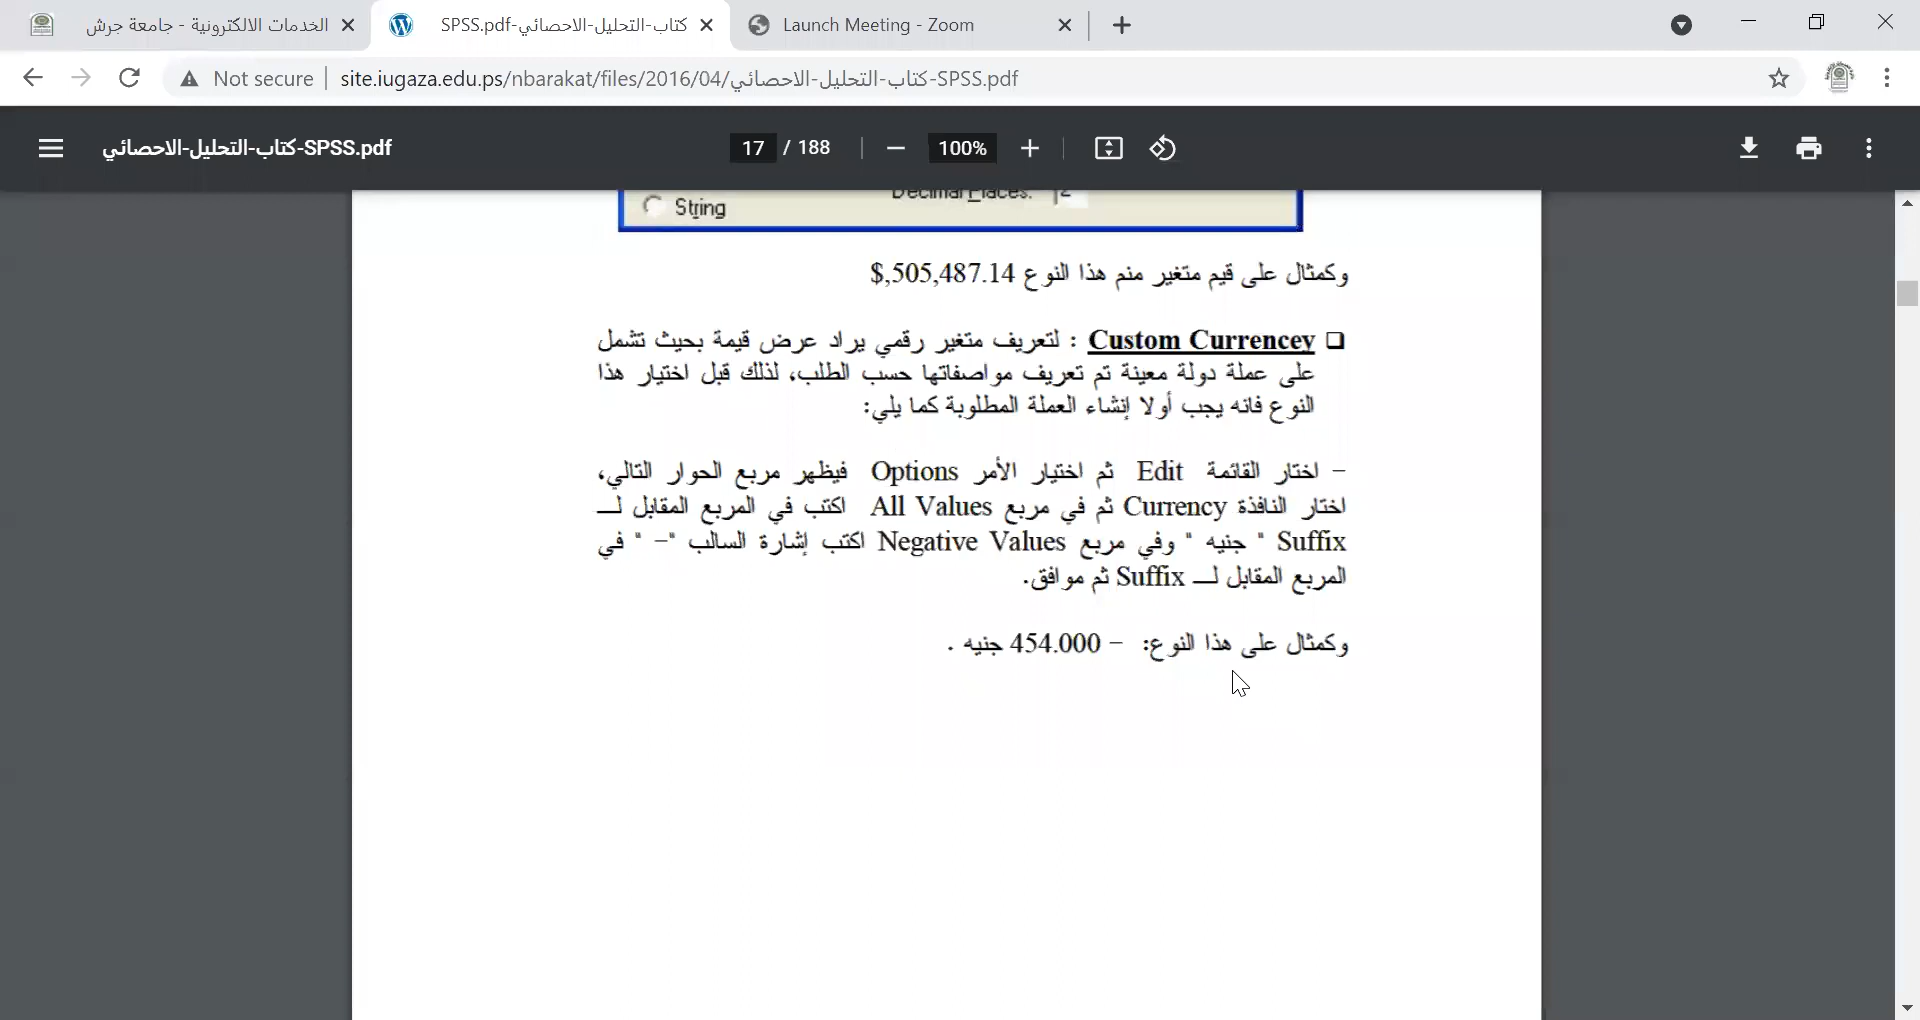 الخدمات الالكترونية - جامعة جرش
كتاب-التحليل-الاحصائي-SPSS.pdf
Launch Meeting - Zoom
Not secure
site.iugaza.edu.ps/nbarakat/files/2016/04/كتاب-التحليل-الاحصائي-SPSS.pdf
كتاب-التحليل-الاحصائي-SPSS.pdf
17 / 188
100%
Decimal Places: 2
String
وكمثال على قيم متغير منم هذا النوع $,505,487.14
Custom Currencey : لتعريف متغير رقمي يراد عرض قيمة بحيث تشمل
على عملة دولة معينة تم تعريف مواصفاتها حسب الطلب، لذلك قبل اختيار هذا
النوع فانه يجب أولا إنشاء العملة المطلوبة كما يلي:
– اختار القائمة Edit ثم اختيار الأمر Options فيظهر مربع الحوار التالي،
اختار النافذة Currency ثم في مربع All Values اكتب في المربع المقابل لـــ
Suffix " جنيه " وفي مربع Negative Values اكتب إشارة السالب "– " في
المربع المقابل لـــ Suffix ثم موافق.
وكمثال على هذا النوع: – 454.000 جنيه .